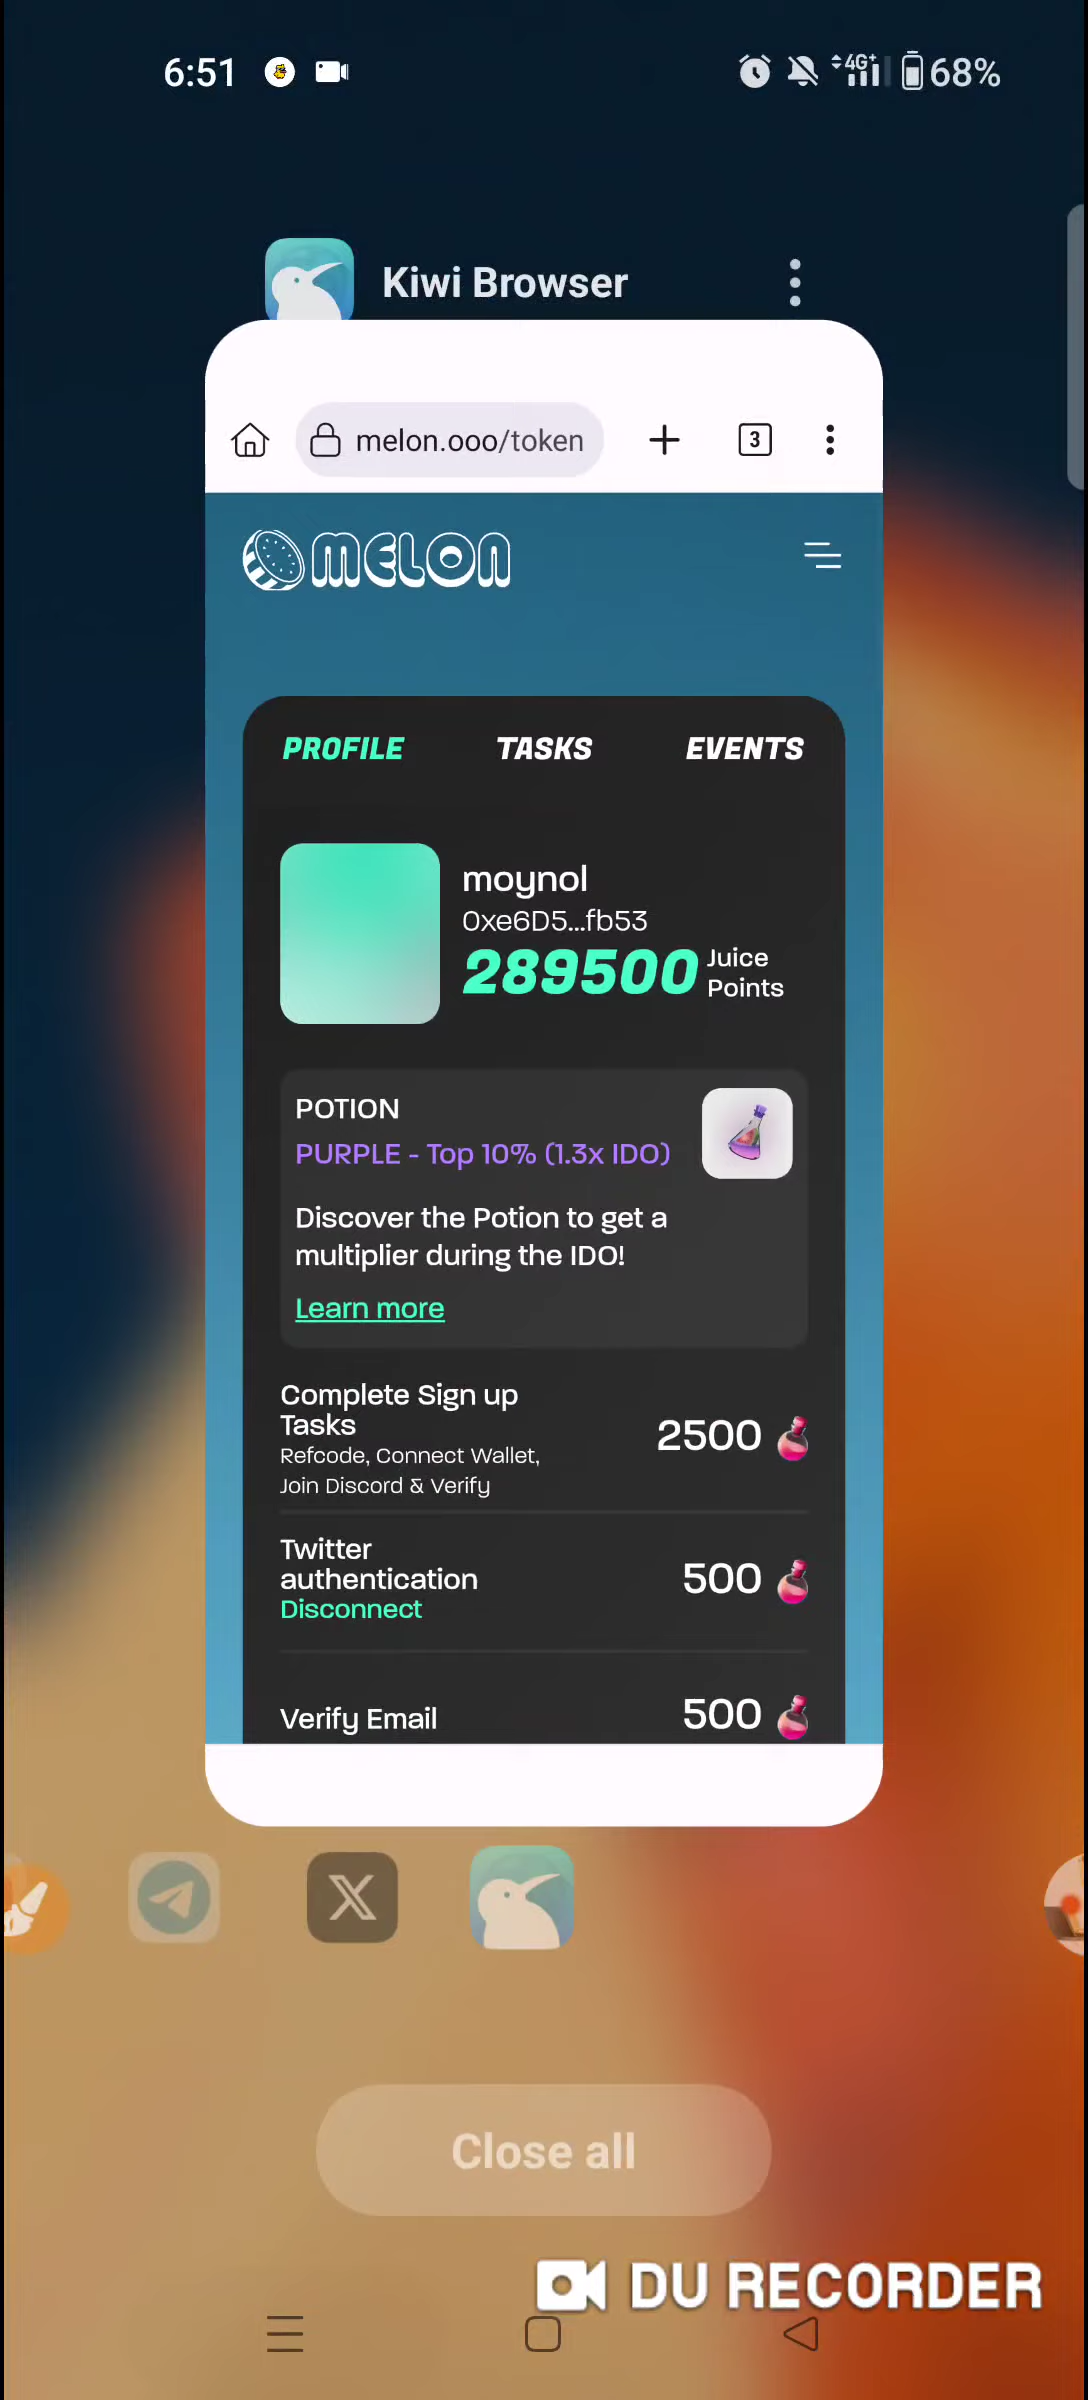 6:51
4G+ 68%
Kiwi Browser
melon.ooo/token
3
MELON
PROFILE TASKS EVENTS
moynol
0xe6D5...fb53
289500 Juice Points
POTION
PURPLE - Top 10% (1.3x IDO)
Discover the Potion to get a
multiplier during the IDO!
Learn more
Complete Sign up
Tasks
2500
Refcode, Connect Wallet,
Join Discord & Verify
Twitter
authentication
500
Disconnect
Verify Email
500
X
Close all
DU RECORDER